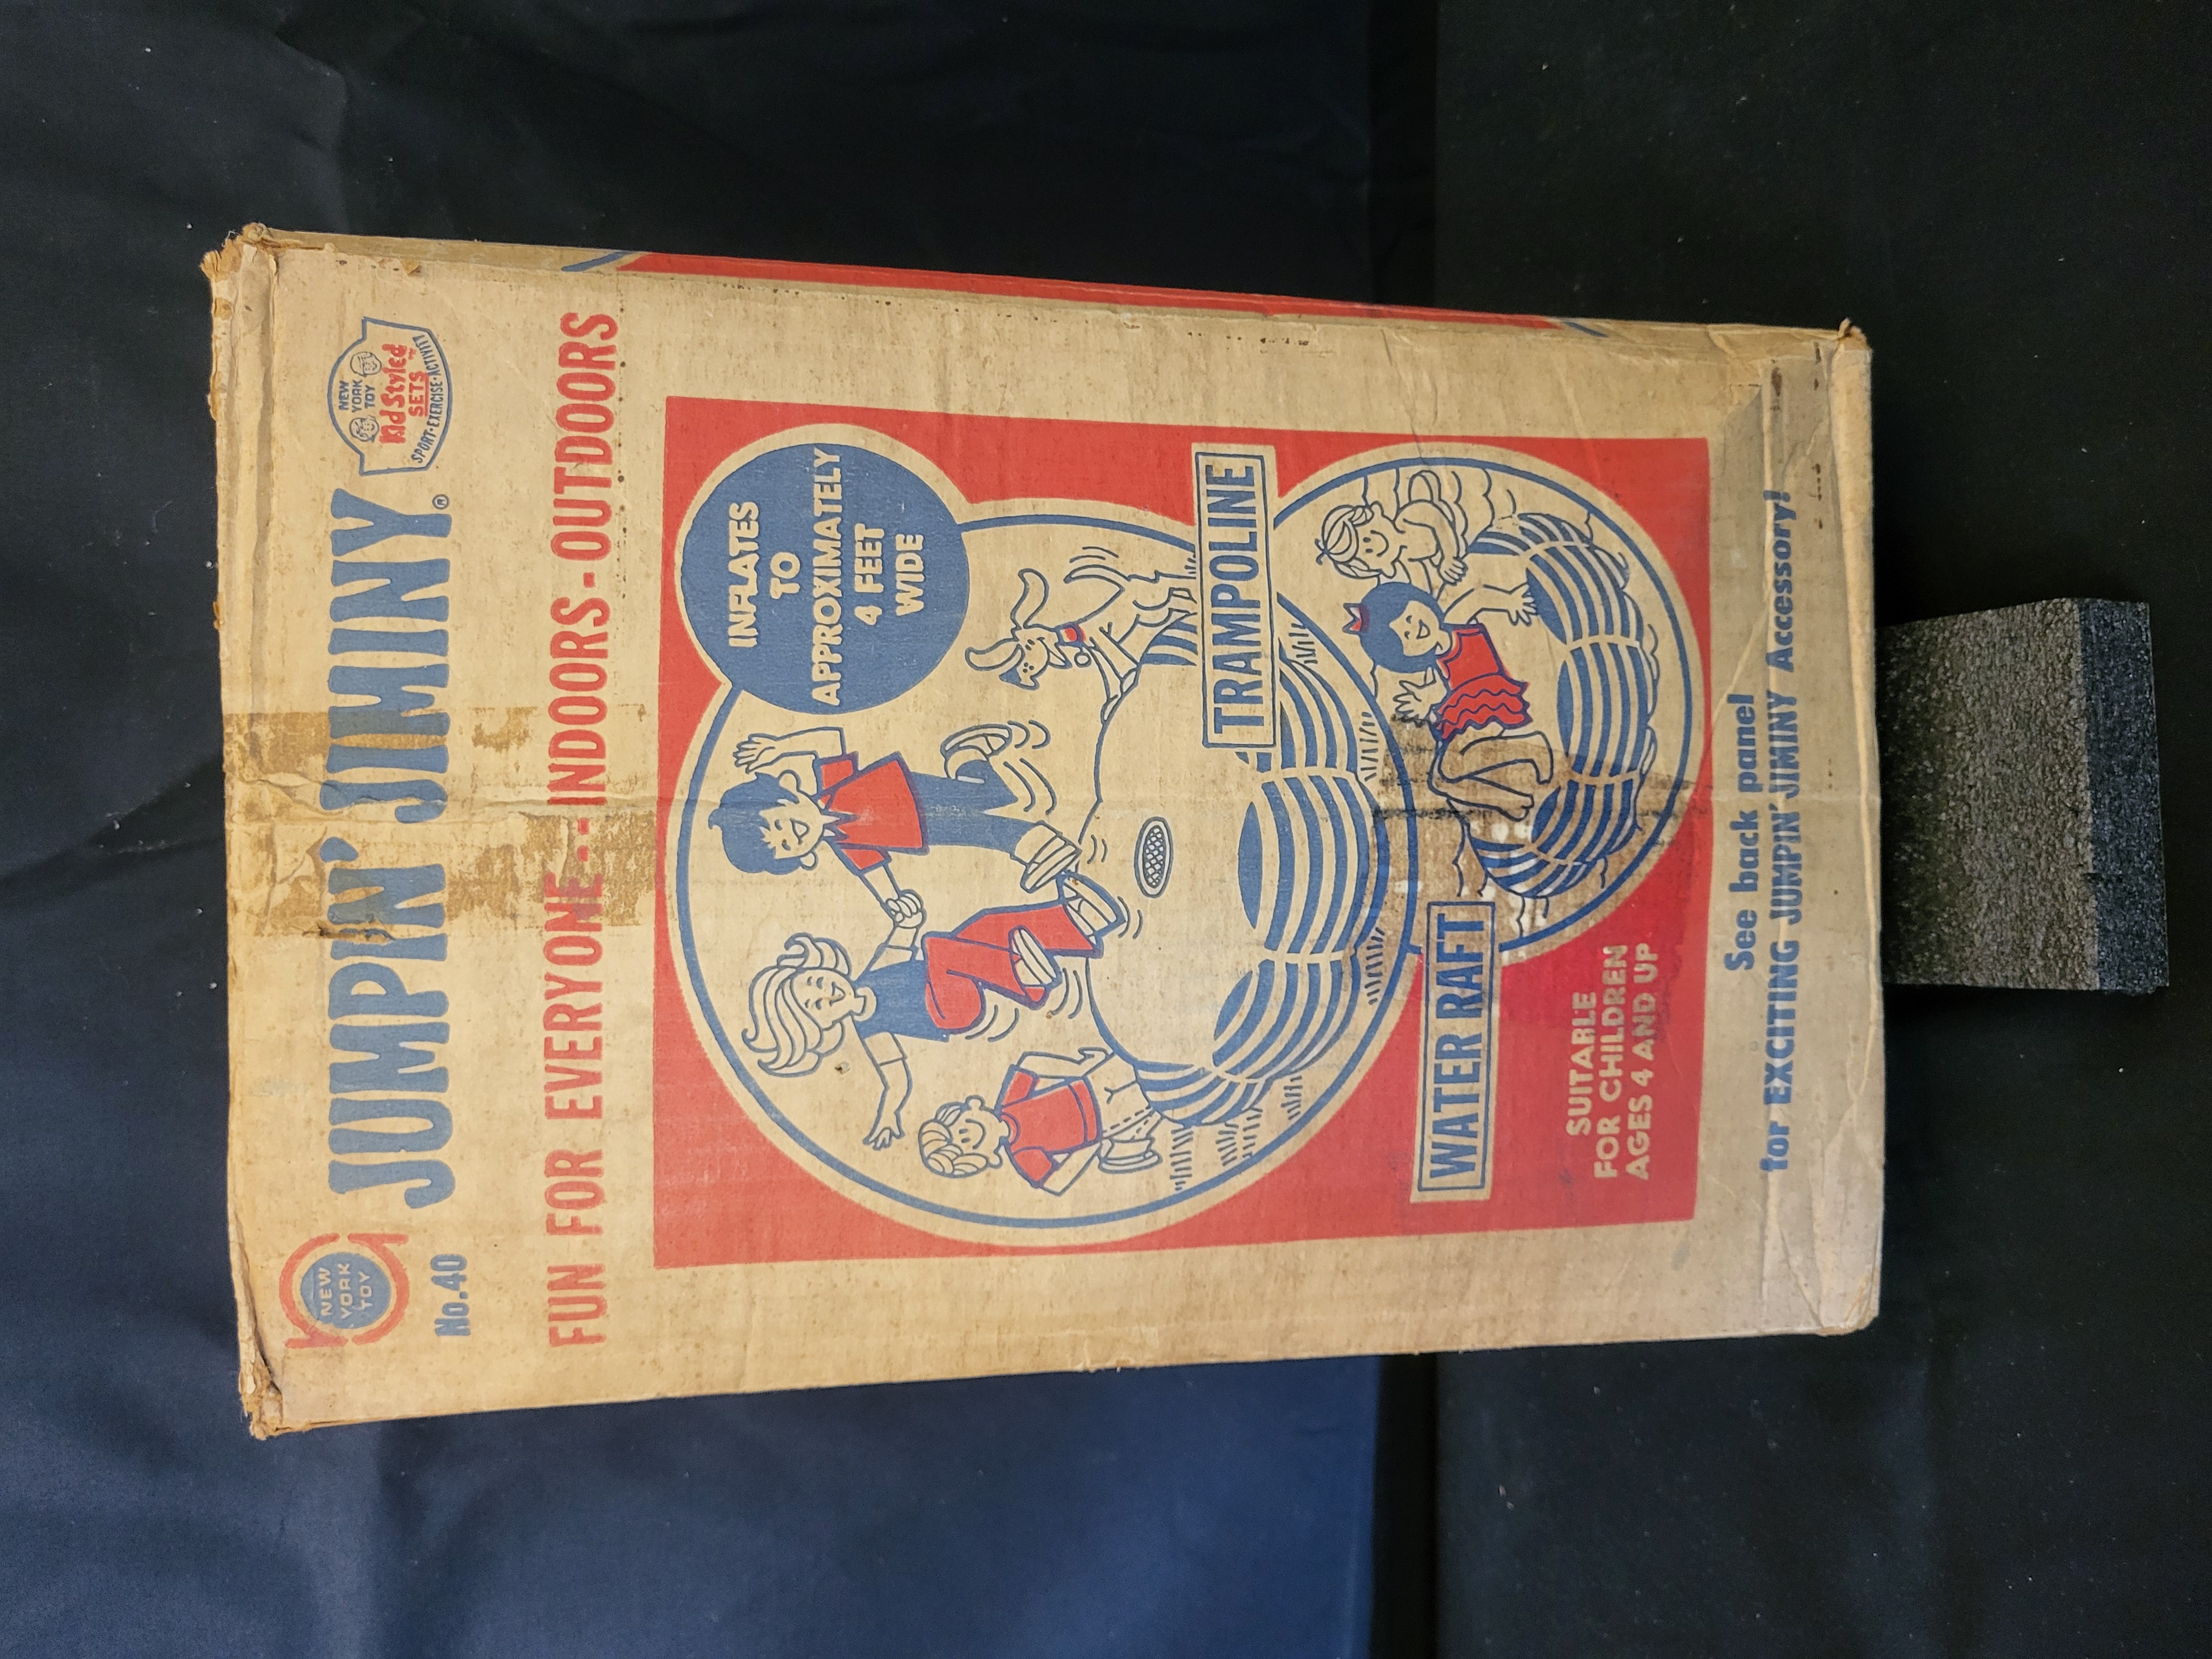 NEW
YORK
TOY
No.40
JUMPIN' JIMINY®
NEW
YORK
TOY
Kid Styled
SETS
SPORT·EXERCISE·ACTIVITY
FUN FOR EVERYONE--INDOORS-OUTDOORS
INFLATES
TO
APPROXIMATELY
4 FEET
WIDE
TRAMPOLINE
WATER RAFT
SUITABLE
FOR CHILDREN
AGES 4 AND UP
See back panel
for EXCITING JUMPIN' JIMINY Accessory!